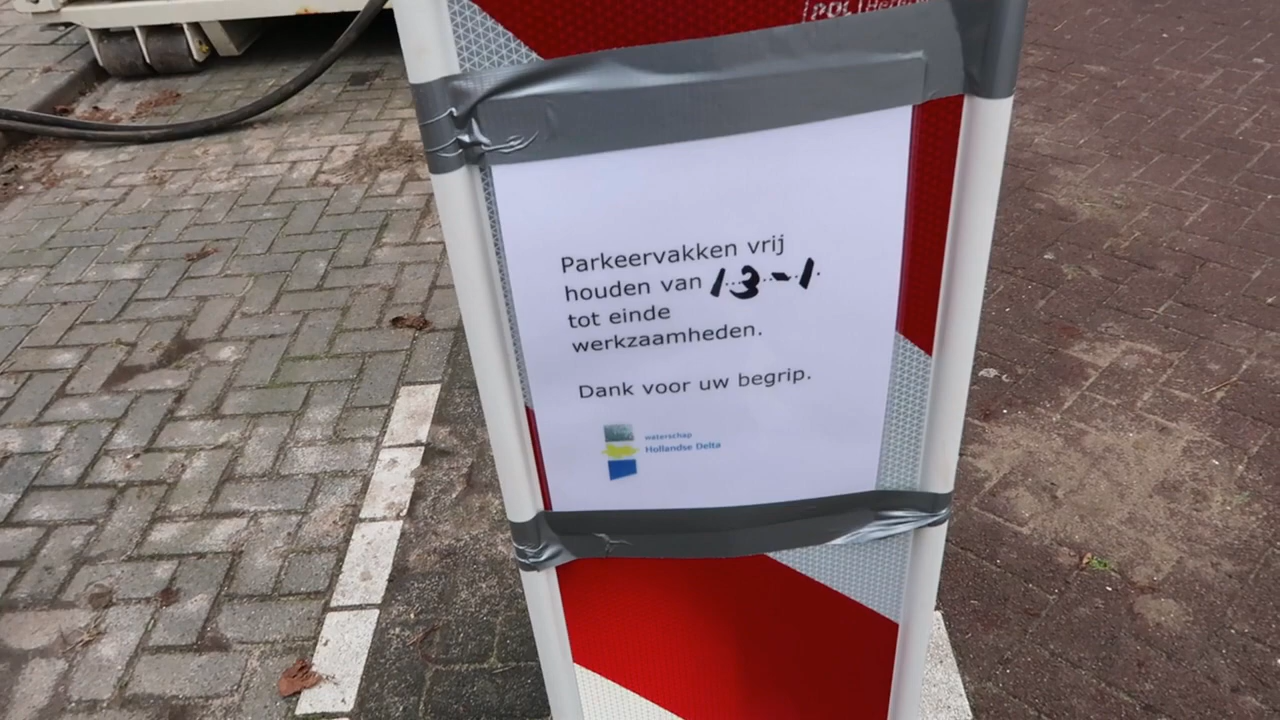 Parkeervakken vrij
houden van 13-1
tot einde
werkzaamheden.
Dank voor uw begrip.
waterschap
Hollandse Delta